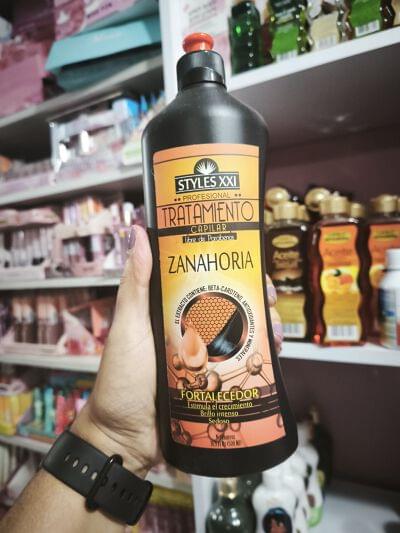 STYLES XXI
PROFESIONAL
TRATAMIENTO
CAPILAR
Libre de Parabenos
ZANAHORIA
EL EXTRACTO CONTIENE: BETA-CAROTENO, ANTIOXIDANTES Y MINERALES
FORTALECEDOR
Estimula el crecimiento
Brillo intenso
Sedoso
Aceite